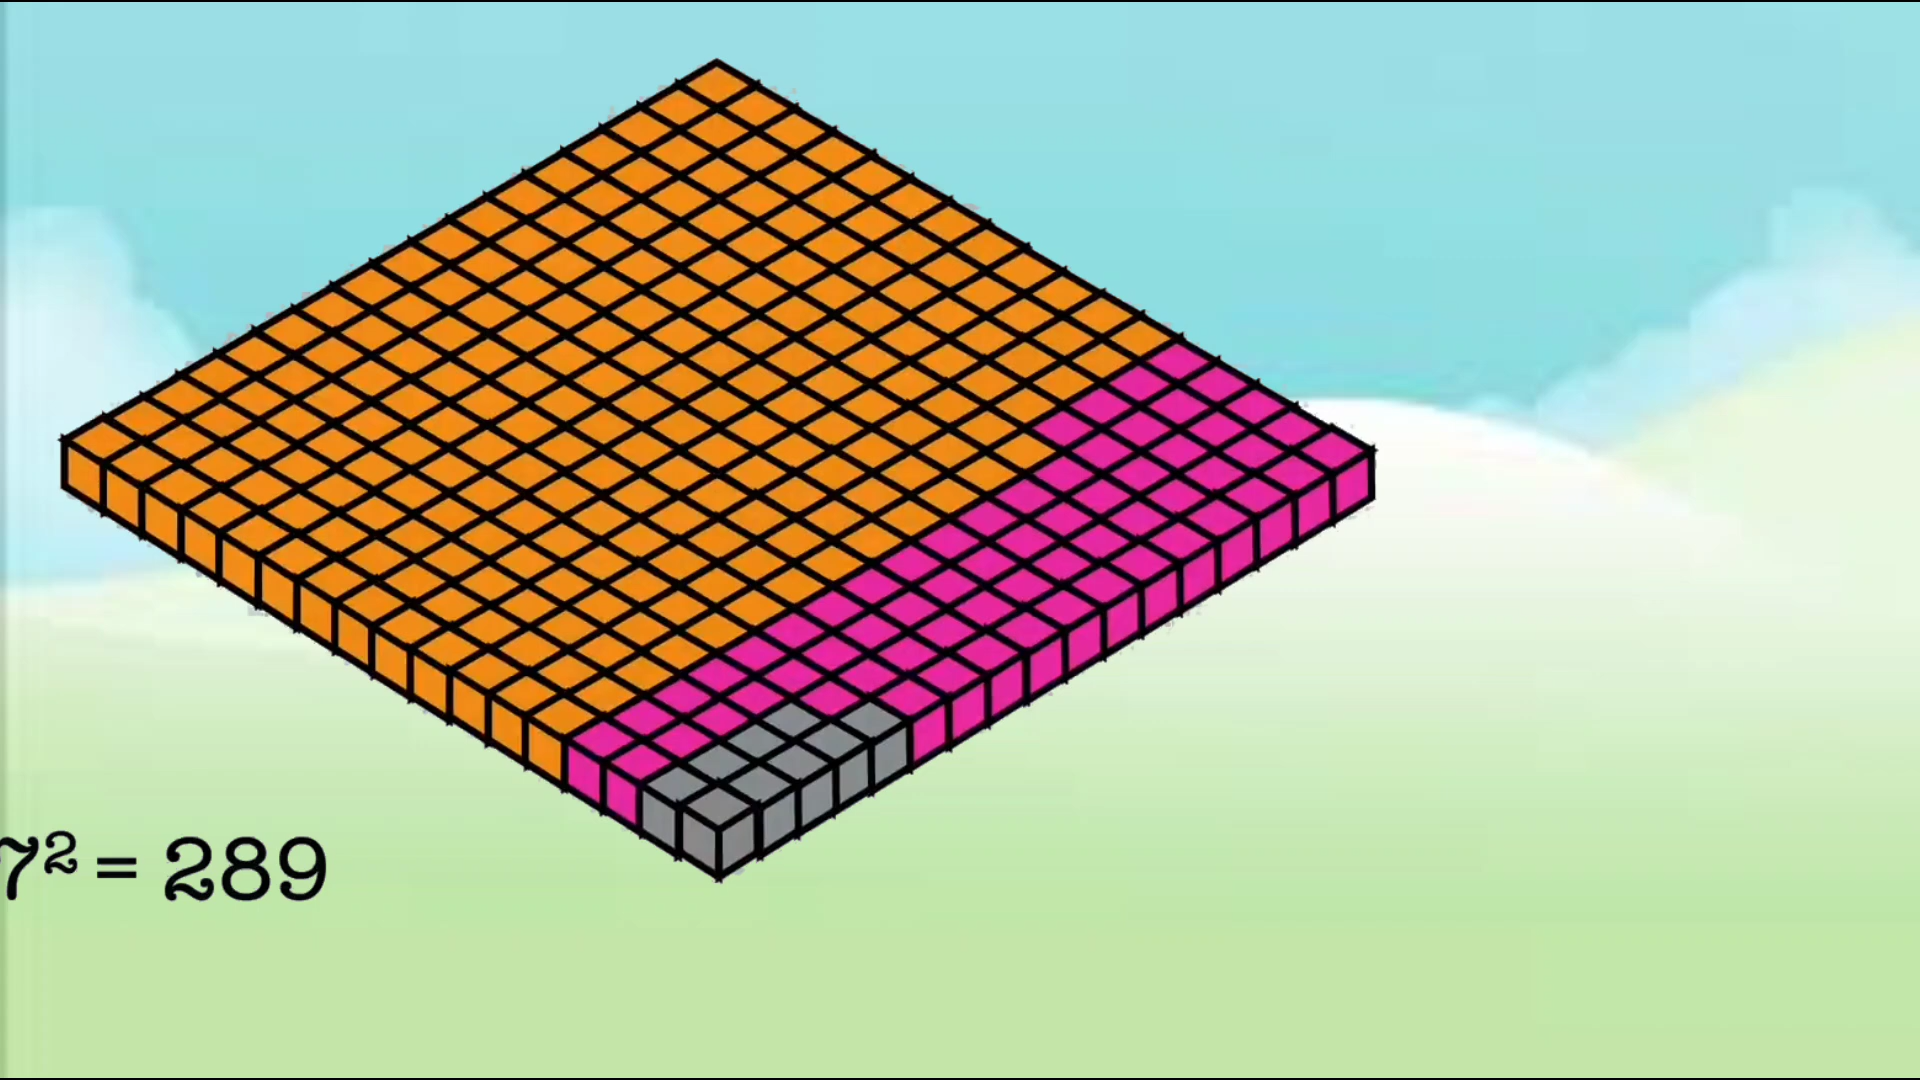 7² = 289